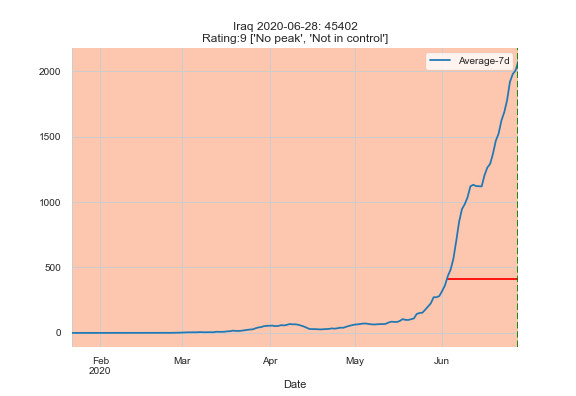 Iraq 2020-06-28: 45402
Rating:9 ['No peak', 'Not in control']
Average-7d
2000
1500
1000
500
0
Feb
2020
Mar
Apr
May
Jun
Date